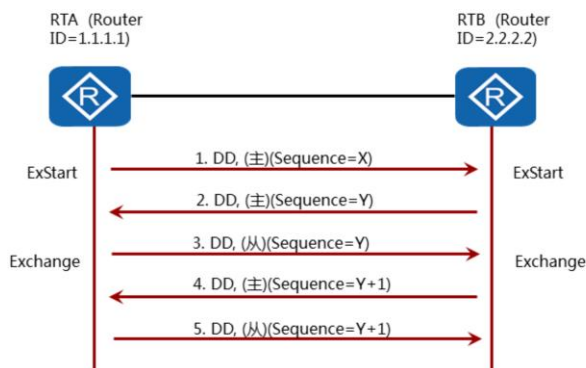 RTA (Router
ID=1.1.1.1)
RTB (Router
ID=2.2.2.2)
R
R
1. DD, (主)(Sequence=X)
ExStart
ExStart
2. DD, (主)(Sequence=Y)
3. DD, (从)(Sequence=Y)
Exchange
Exchange
4. DD, (主)(Sequence=Y+1)
5. DD, (从)(Sequence=Y+1)